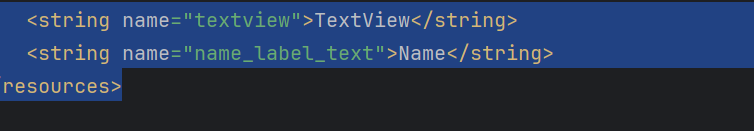 <string name="textview">TextView</string>
<string name="name_label_text">Name</string>
resources>